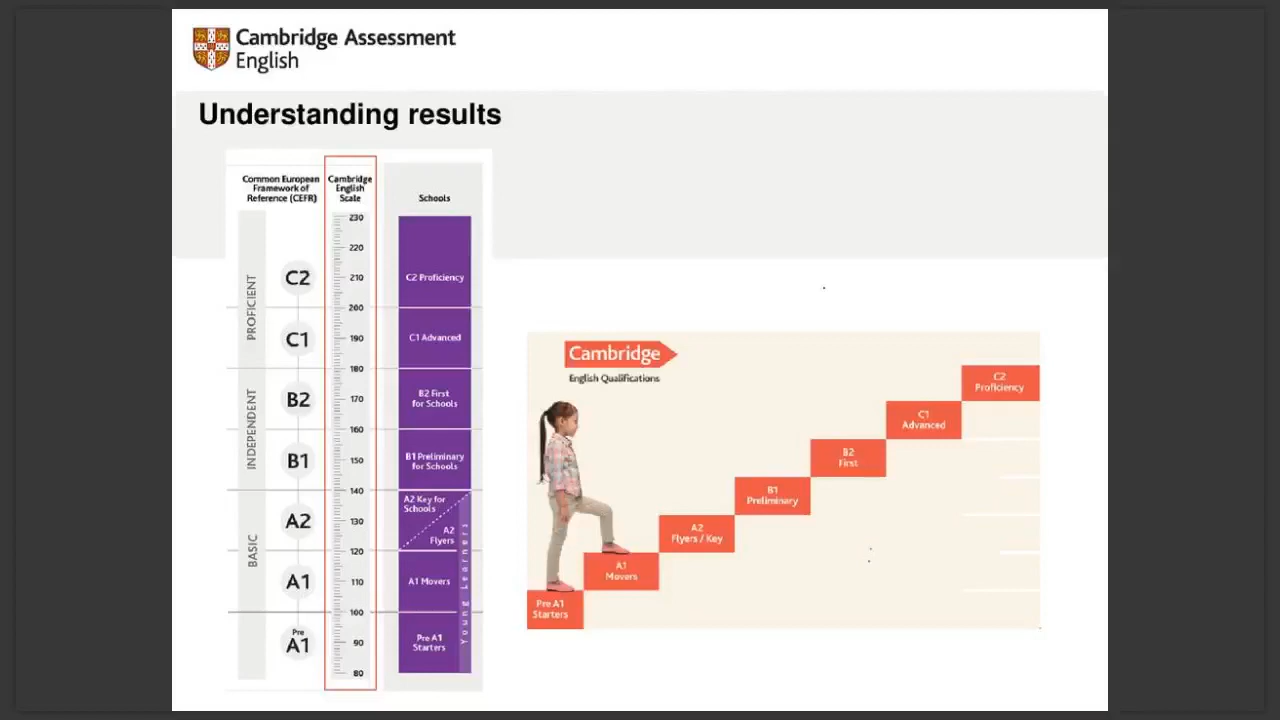 Cambridge Assessment
English
Understanding results
Common European
Framework of
Reference (CEFR)
Cambridge
English
Scale
Schools
230
220
210
200
190
180
170
160
150
140
130
120
110
100
90
80
PROFICIENT
INDEPENDENT
BASIC
C2
C1
B2
B1
A2
A1
Pre
A1
C2 Proficiency
C1 Advanced
B2 First
for Schools
B1 Preliminary
for Schools
A2 Key for
Schools
A2
Flyers
A1 Movers
Pre A1
Starters
Young Learners
Cambridge
English Qualifications
C2
Proficiency
C1
Advanced
B2
First
B1
Preliminary
A2
Flyers / Key
A1
Movers
Pre A1
Starters